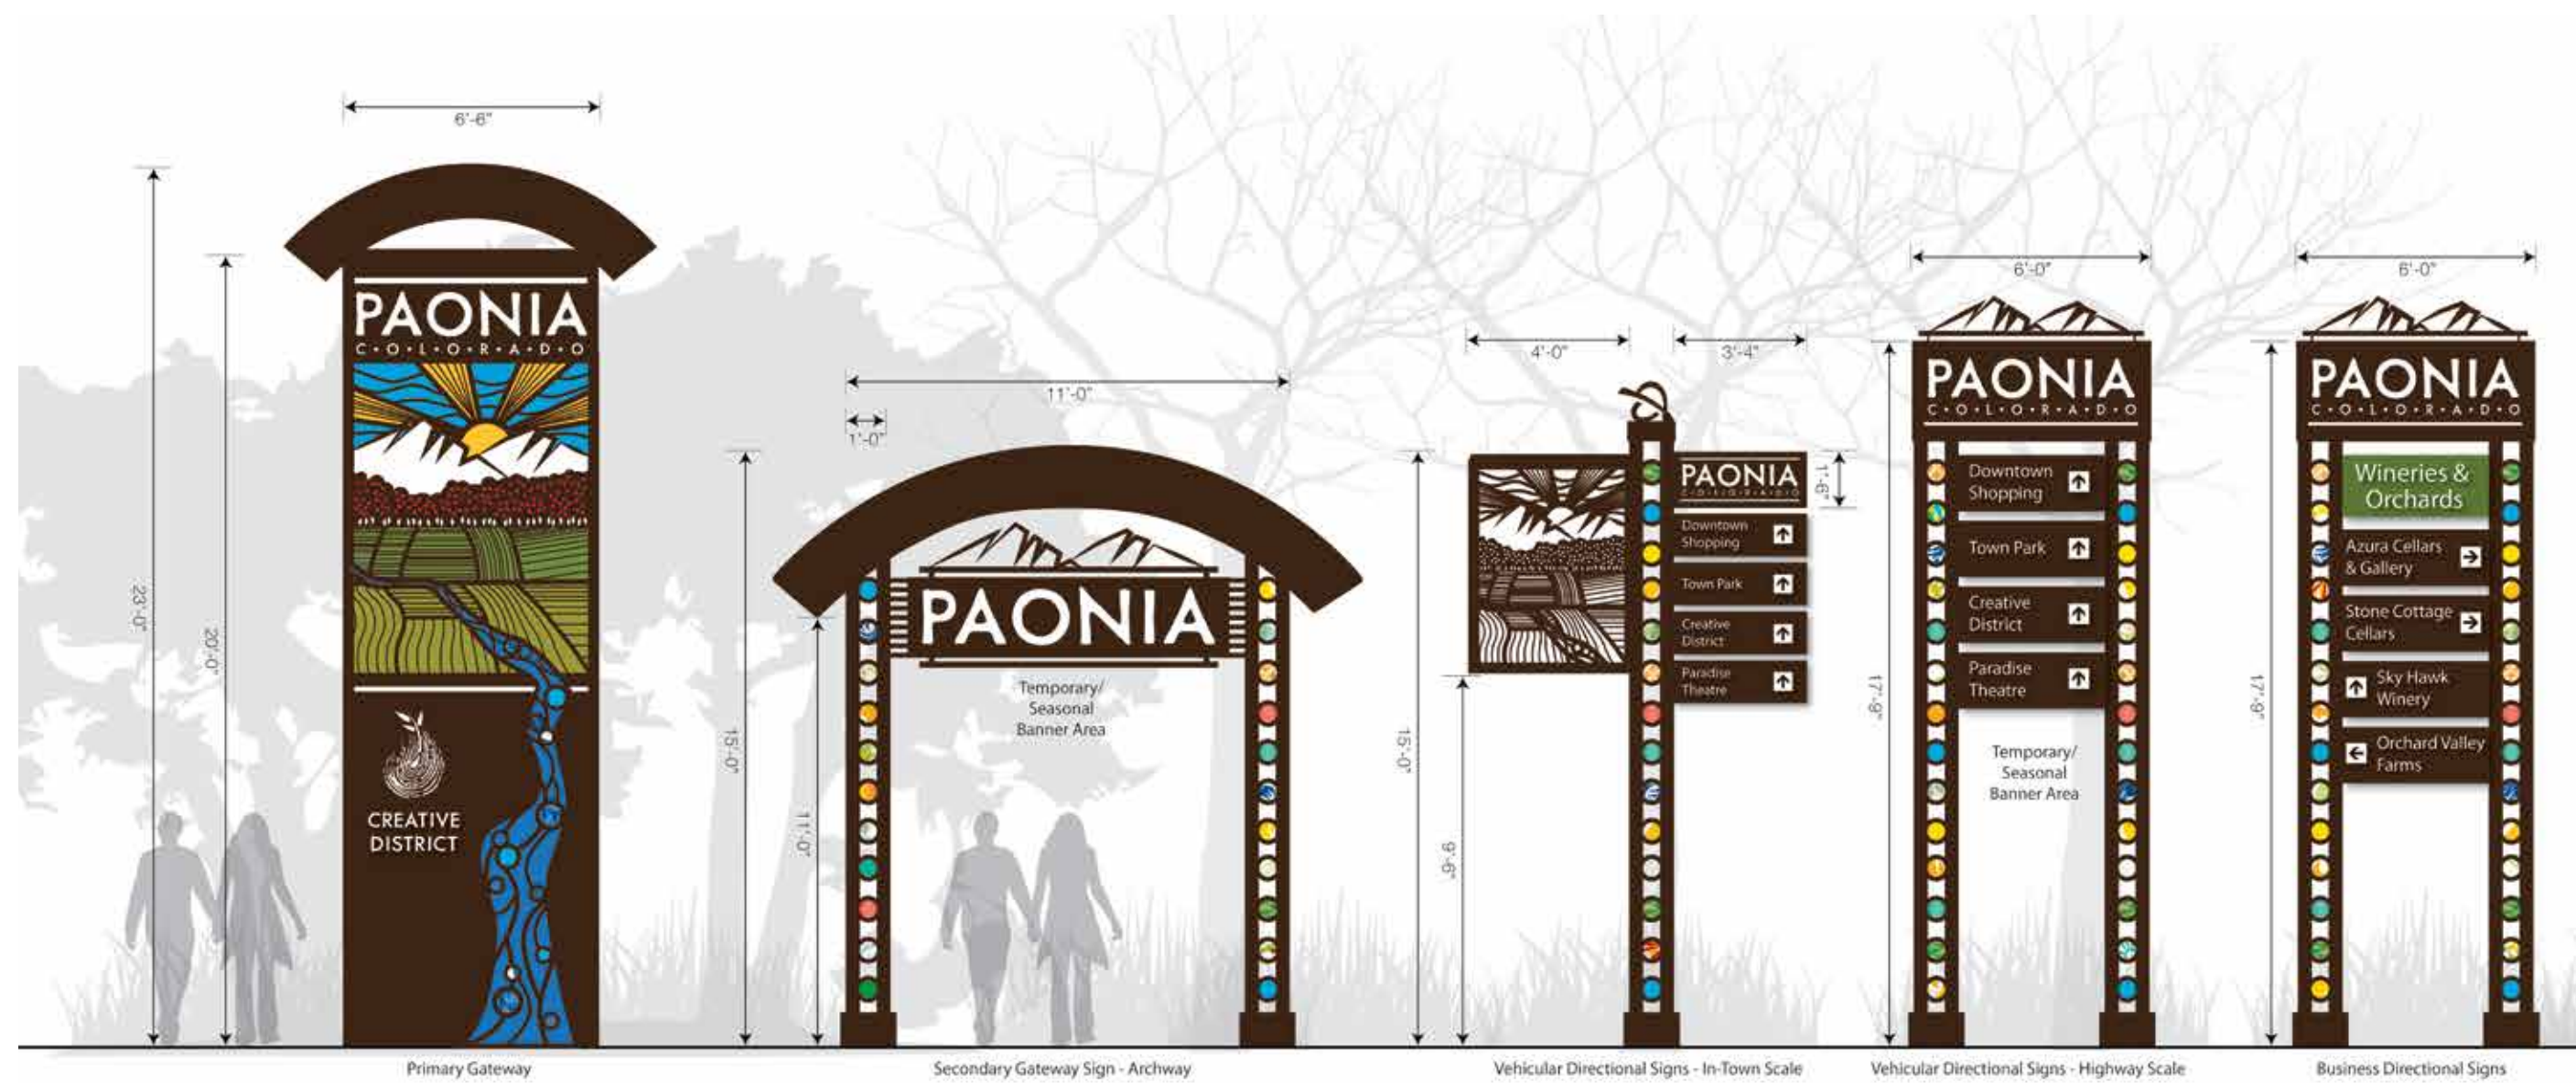 6'-6"
23'-0"
20'-0"
PAONIA
C•O•L•O•R•A•D•O
CREATIVE
DISTRICT
Primary Gateway
11'-0"
1'-0"
15'-0"
11'-0"
PAONIA
Temporary/
Seasonal
Banner Area
Secondary Gateway Sign - Archway
4'-0"
3'-4"
1'-6"
15'-0"
9'-6"
PAONIA
C•O•L•O•R•A•D•O
Downtown
Shopping
Town Park
Creative
District
Paradise
Theatre
Vehicular Directional Signs - In-Town Scale
6'-0"
17'-9"
PAONIA
C•O•L•O•R•A•D•O
Downtown
Shopping
Town Park
Creative
District
Paradise
Theatre
Temporary/
Seasonal
Banner Area
Vehicular Directional Signs - Highway Scale
6'-0"
17'-9"
PAONIA
C•O•L•O•R•A•D•O
Wineries &
Orchards
Azura Cellars
& Gallery
Stone Cottage
Cellars
Sky Hawk
Winery
Orchard Valley
Farms
Business Directional Signs